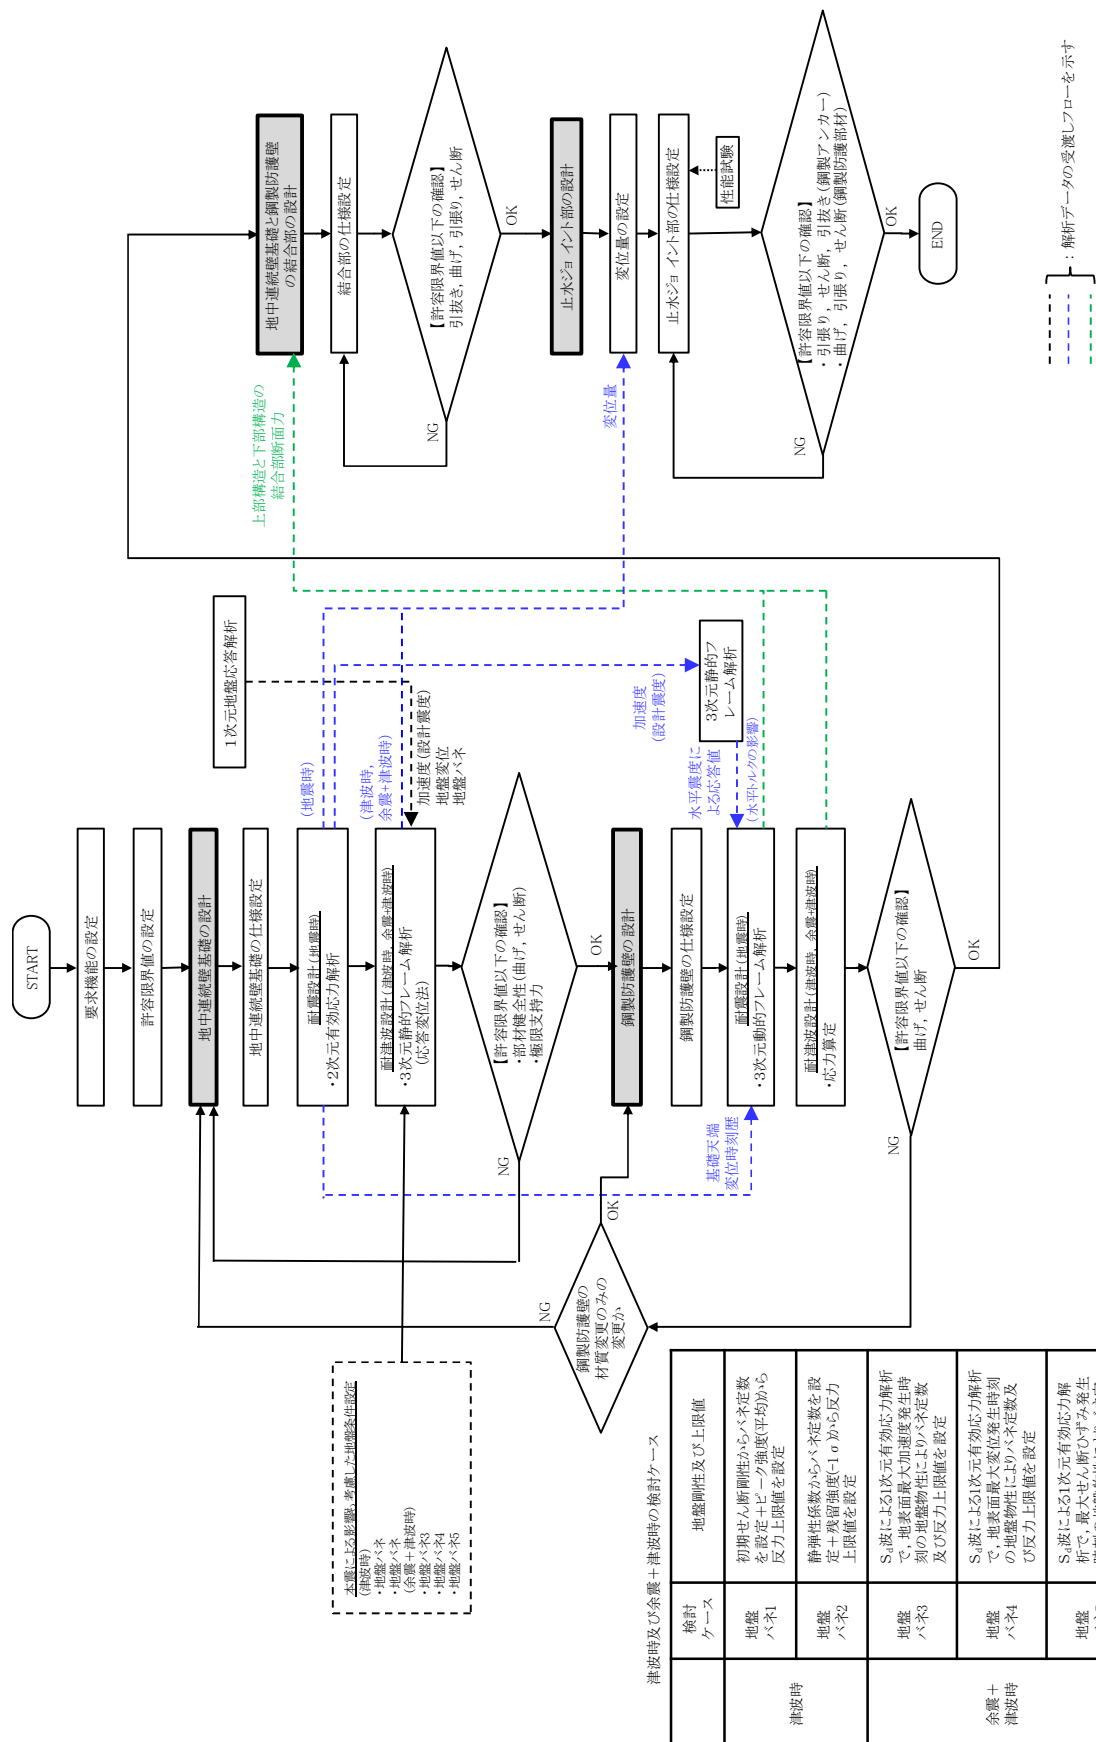 START
要求機能の設定
許容限界値の設定
地中連続壁基礎の設計
地中連続壁基礎の仕様設定
耐震設計(地震時)
・2次元有効応力解析
耐津波設計(津波時, 余震+津波時)
・3次元静的フレーム解析
(応答変位法)
【許容限界値以下の確認】
・部材健全性(曲げ, せん断)
・極限支持力
NG
OK
鋼製防護壁の設計
鋼製防護壁の仕様設定
耐震設計(地震時)
・3次元動的フレーム解析
耐津波設計(津波時, 余震+津波時)
・応力算定
【許容限界値以下の確認】
曲げ, せん断
NG
OK
鋼製防護壁の
材質変更のみの
変更か
NG
OK
1次元地盤応答解析
(地震時)
(津波時,
余震+津波時)
加速度(設計震度)
地盤変位
地盤バネ
加速度
(設計震度)
3次元静的フ
レーム解析
水平震度に
よる応答値
(水平トルクの影響)
基礎天端
変位時刻歴
上部構造と下部構造の
結合部断面力
変位量
地中連続壁基礎と鋼製防護壁
の結合部の設計
結合部の仕様設定
【許容限界値以下の確認】
引抜き, 曲げ, 引張り, せん断
NG
OK
止水ジョイント部の設計
変位量の設定
止水ジョイント部の仕様設定
性能試験
【許容限界値以下の確認】
・引張り, せん断, 引抜き(鋼製アンカー)
・曲げ, 引張り, せん断(鋼製防護部材)
NG
OK
END
：解析データの受渡しフローを示す
本震による影響を考慮した地盤条件設定
(津波時)
・地盤バネ
・地盤バネ
(余震+津波時)
・地盤バネ3
・地盤バネ4
・地盤バネ5
津波時及び余震+津波時の検討ケース
検討
ケース
地盤剛性及び上限値
津波時
地盤
バネ1
初期せん断剛性からバネ定数
を設定+ピーク強度(平均)から
反力上限値を設定
地盤
バネ2
静弾性係数からバネ定数を設
定+残留強度(-1σ)から反力
上限値を設定
余震+
津波時
地盤
バネ3
Sd波による1次元有効応力解析
で, 地表面最大加速度発生時
刻の地盤物性によりバネ定数
及び反力上限値を設定
地盤
バネ4
Sd波による1次元有効応力解析
で, 地表面最大変位発生時刻
の地盤物性によりバネ定数及
び反力上限値を設定
地盤
Sd波による1次元有効応力解
析で, 最大せん断ひずみ発生